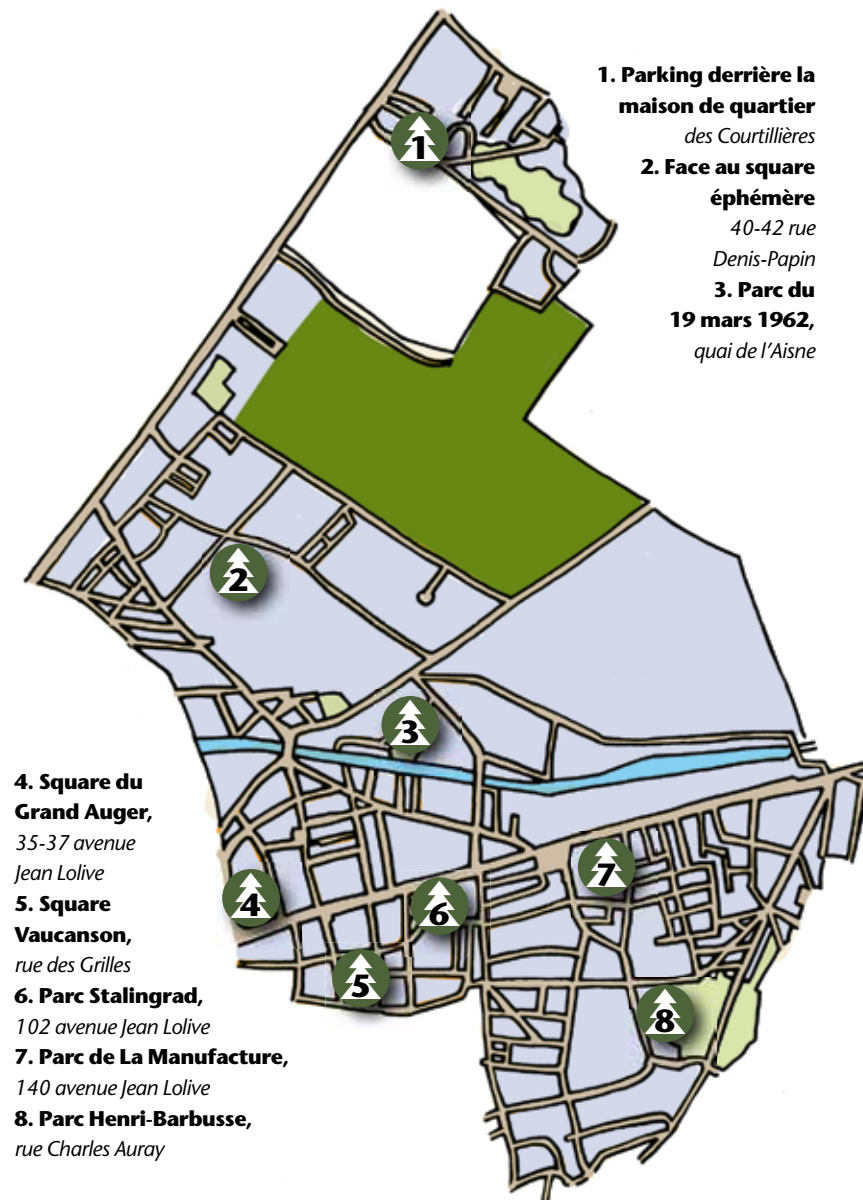 1. Parking derrière la
maison de quartier
des Courtillières
2. Face au square
éphémère
40-42 rue
Denis-Papin
3. Parc du
19 mars 1962,
quai de l'Aisne
1
2
3
4. Square du
Grand Auger,
35-37 avenue
Jean Lolive
5. Square
Vaucanson,
rue des Grilles
6. Parc Stalingrad,
102 avenue Jean Lolive
7. Parc de La Manufacture,
140 avenue Jean Lolive
8. Parc Henri-Barbusse,
rue Charles Auray
4
5
6
7
8